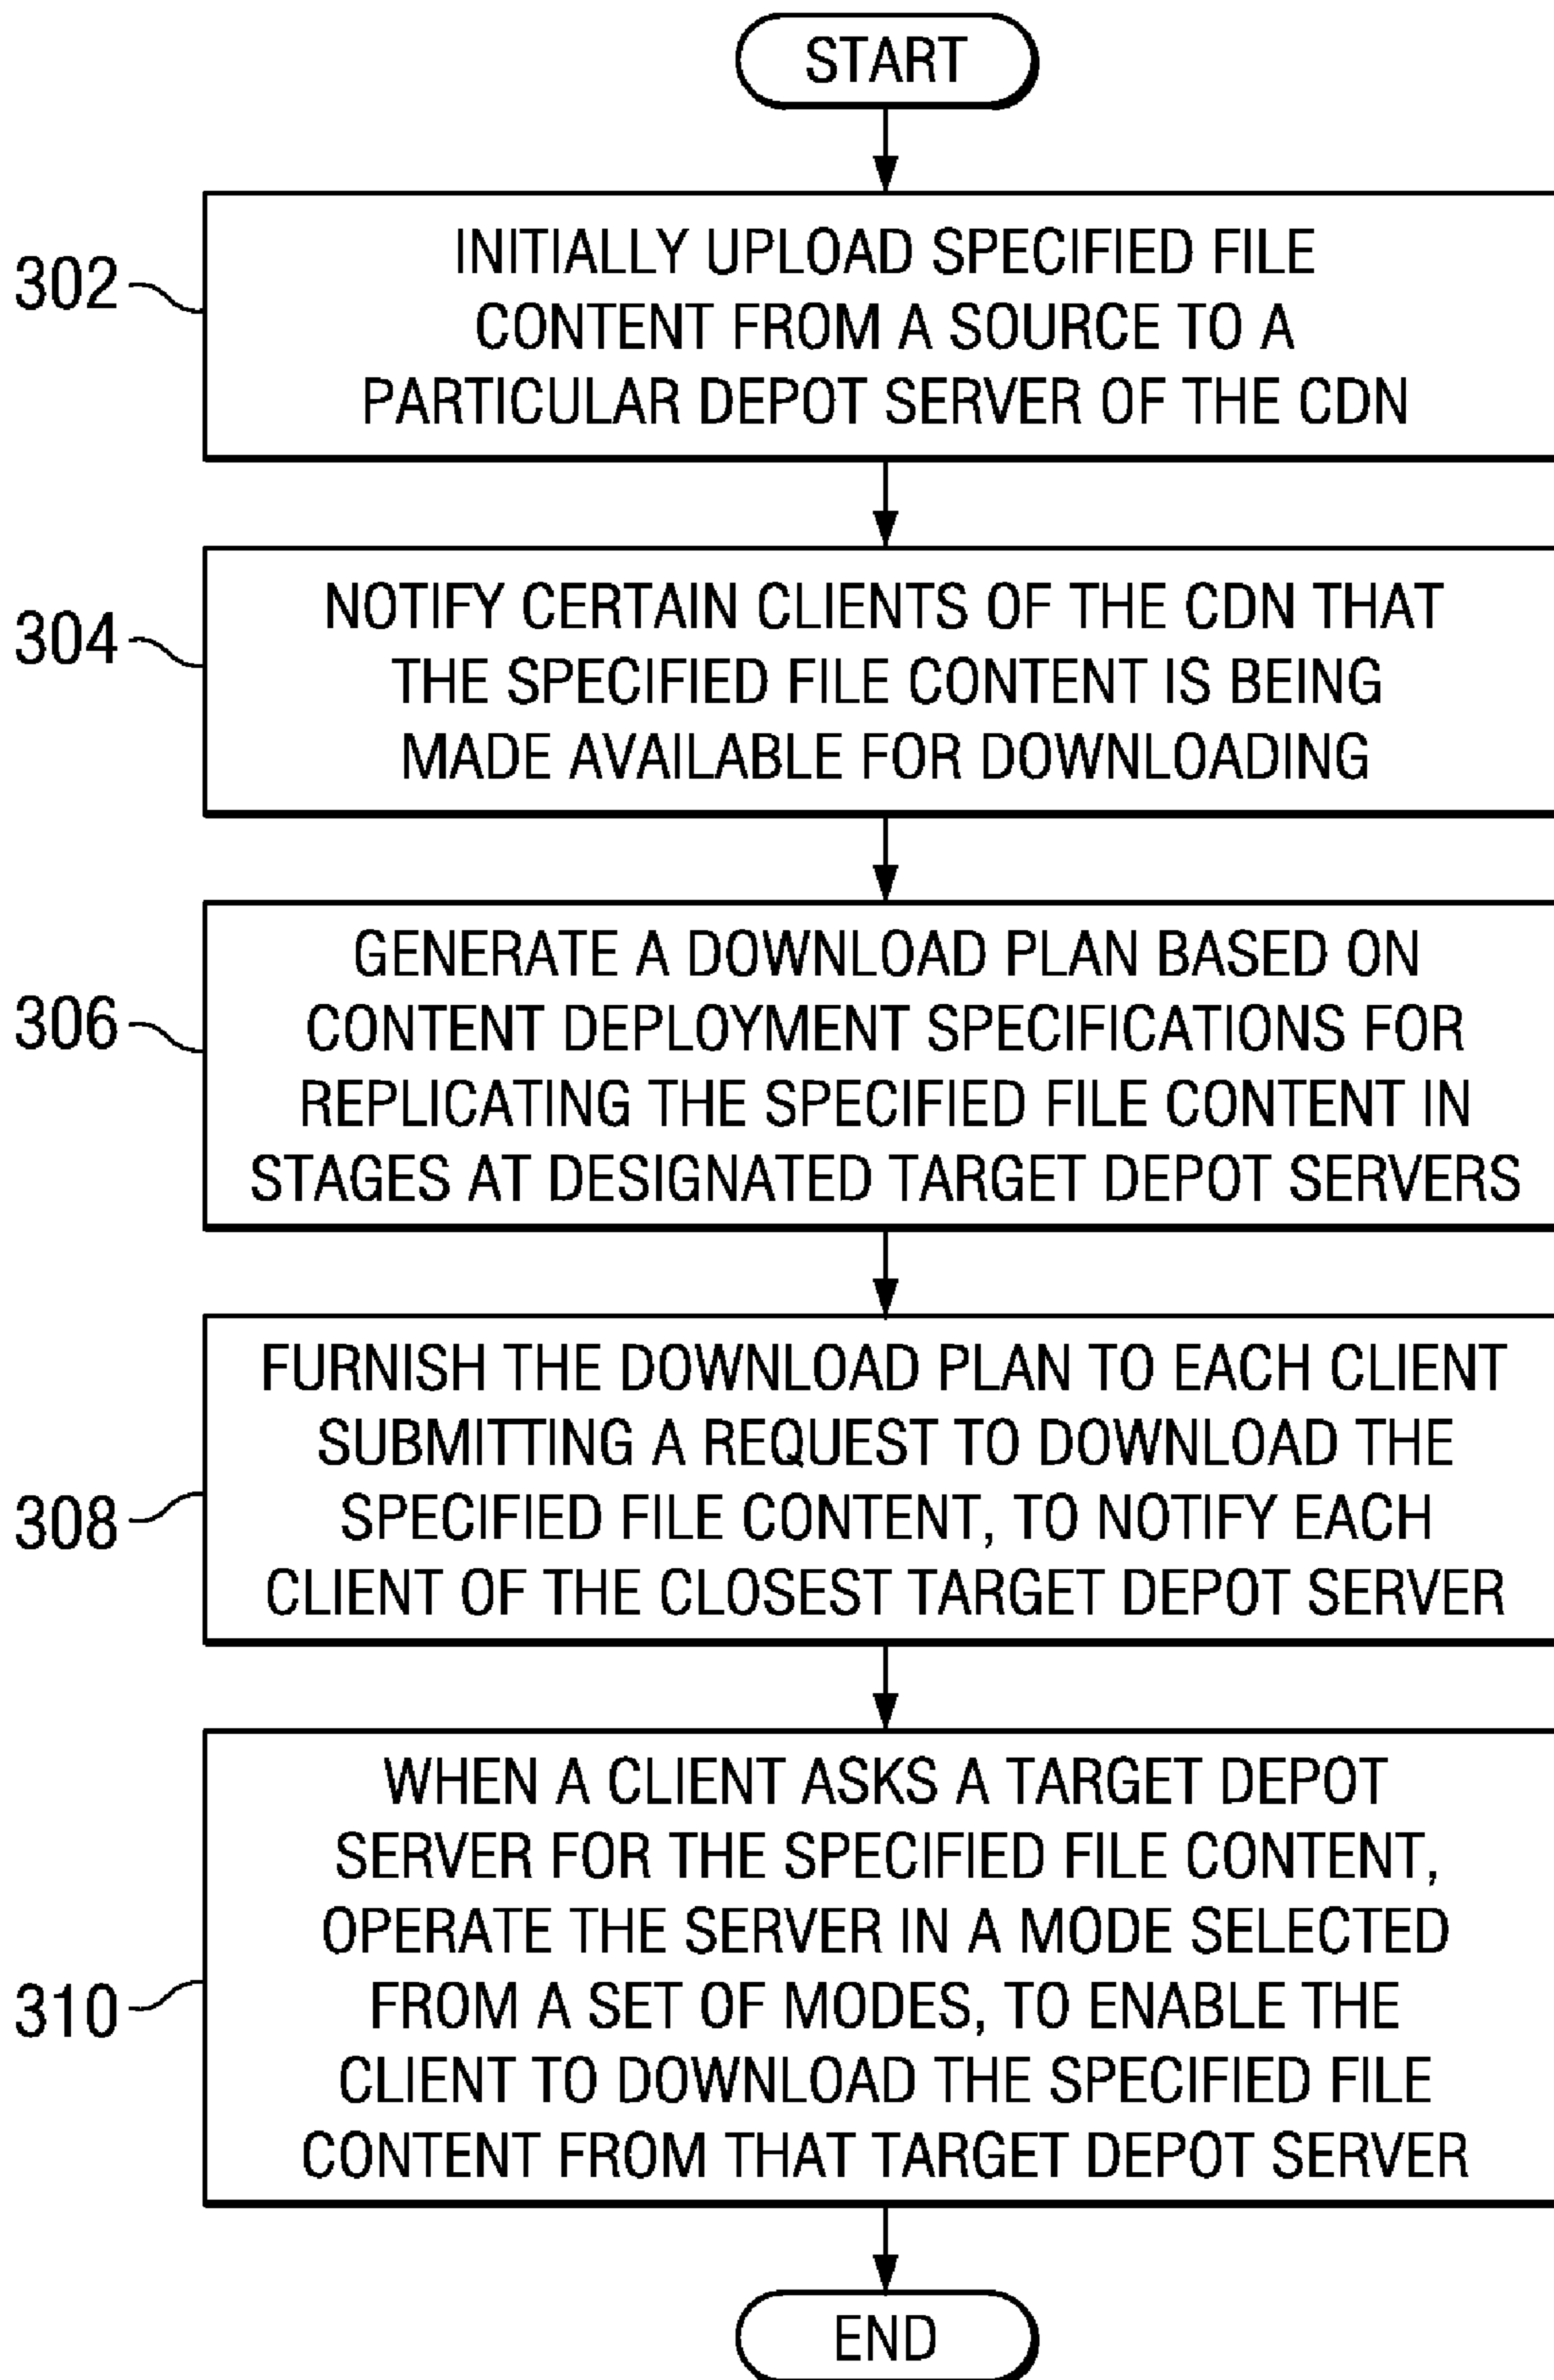 START
302
INITIALLY UPLOAD SPECIFIED FILE
CONTENT FROM A SOURCE TO A
PARTICULAR DEPOT SERVER OF THE CDN
304
NOTIFY CERTAIN CLIENTS OF THE CDN THAT
THE SPECIFIED FILE CONTENT IS BEING
MADE AVAILABLE FOR DOWNLOADING
306
GENERATE A DOWNLOAD PLAN BASED ON
CONTENT DEPLOYMENT SPECIFICATIONS FOR
REPLICATING THE SPECIFIED FILE CONTENT IN
STAGES AT DESIGNATED TARGET DEPOT SERVERS
308
FURNISH THE DOWNLOAD PLAN TO EACH CLIENT
SUBMITTING A REQUEST TO DOWNLOAD THE
SPECIFIED FILE CONTENT, TO NOTIFY EACH
CLIENT OF THE CLOSEST TARGET DEPOT SERVER
310
WHEN A CLIENT ASKS A TARGET DEPOT
SERVER FOR THE SPECIFIED FILE CONTENT,
OPERATE THE SERVER IN A MODE SELECTED
FROM A SET OF MODES, TO ENABLE THE
CLIENT TO DOWNLOAD THE SPECIFIED FILE
CONTENT FROM THAT TARGET DEPOT SERVER
END